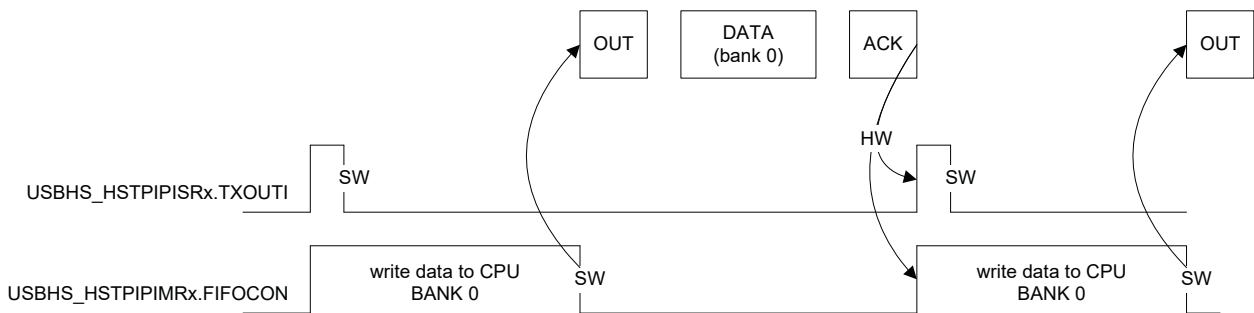 OUT
DATA
(bank 0)
ACK
OUT
HW
SW
SW
USBHS_HSTPIPISRx.TXOUTI
write data to CPU
BANK 0
SW
write data to CPU
BANK 0
SW
USBHS_HSTPIPIMRx.FIFOCON